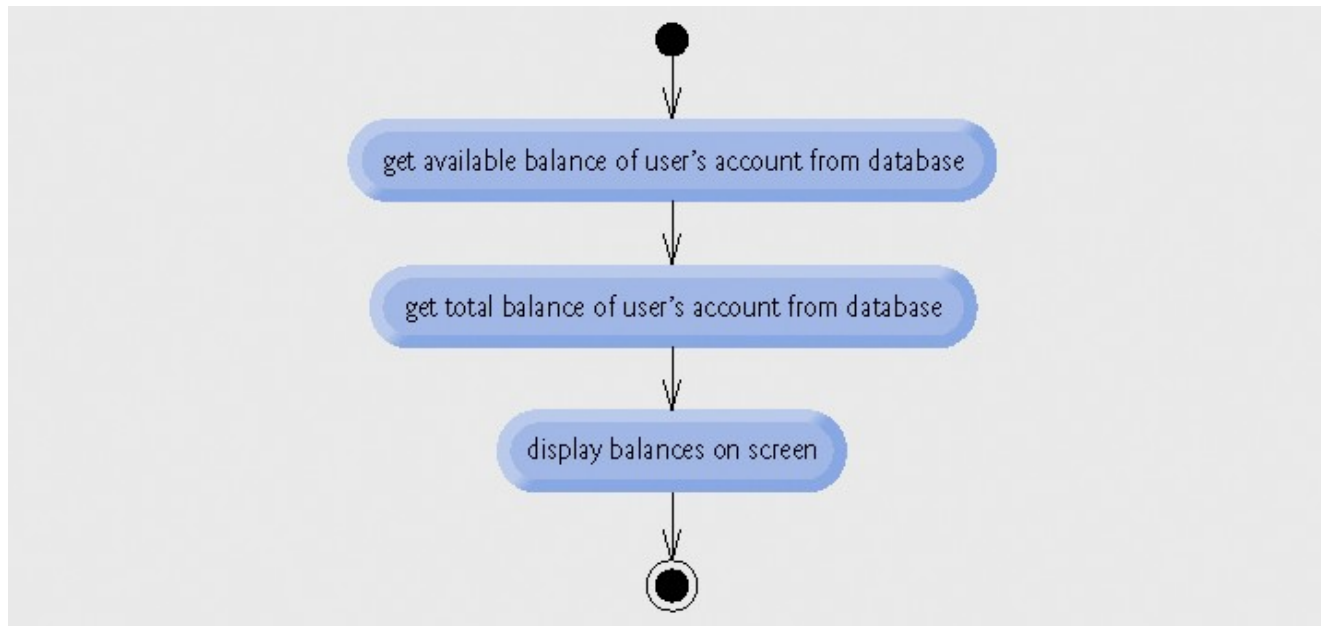 get available balance of user's account from database
get total balance of user's account from database
display balances on screen